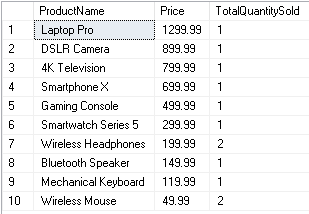 ProductName Price TotalQuantitySold
1 Laptop Pro 1299.99 1
2 DSLR Camera 899.99 1
3 4K Television 799.99 1
4 Smartphone X 699.99 1
5 Gaming Console 499.99 1
6 Smartwatch Series 5 299.99 1
7 Wireless Headphones 199.99 2
8 Bluetooth Speaker 149.99 1
9 Mechanical Keyboard 119.99 1
10 Wireless Mouse 49.99 2